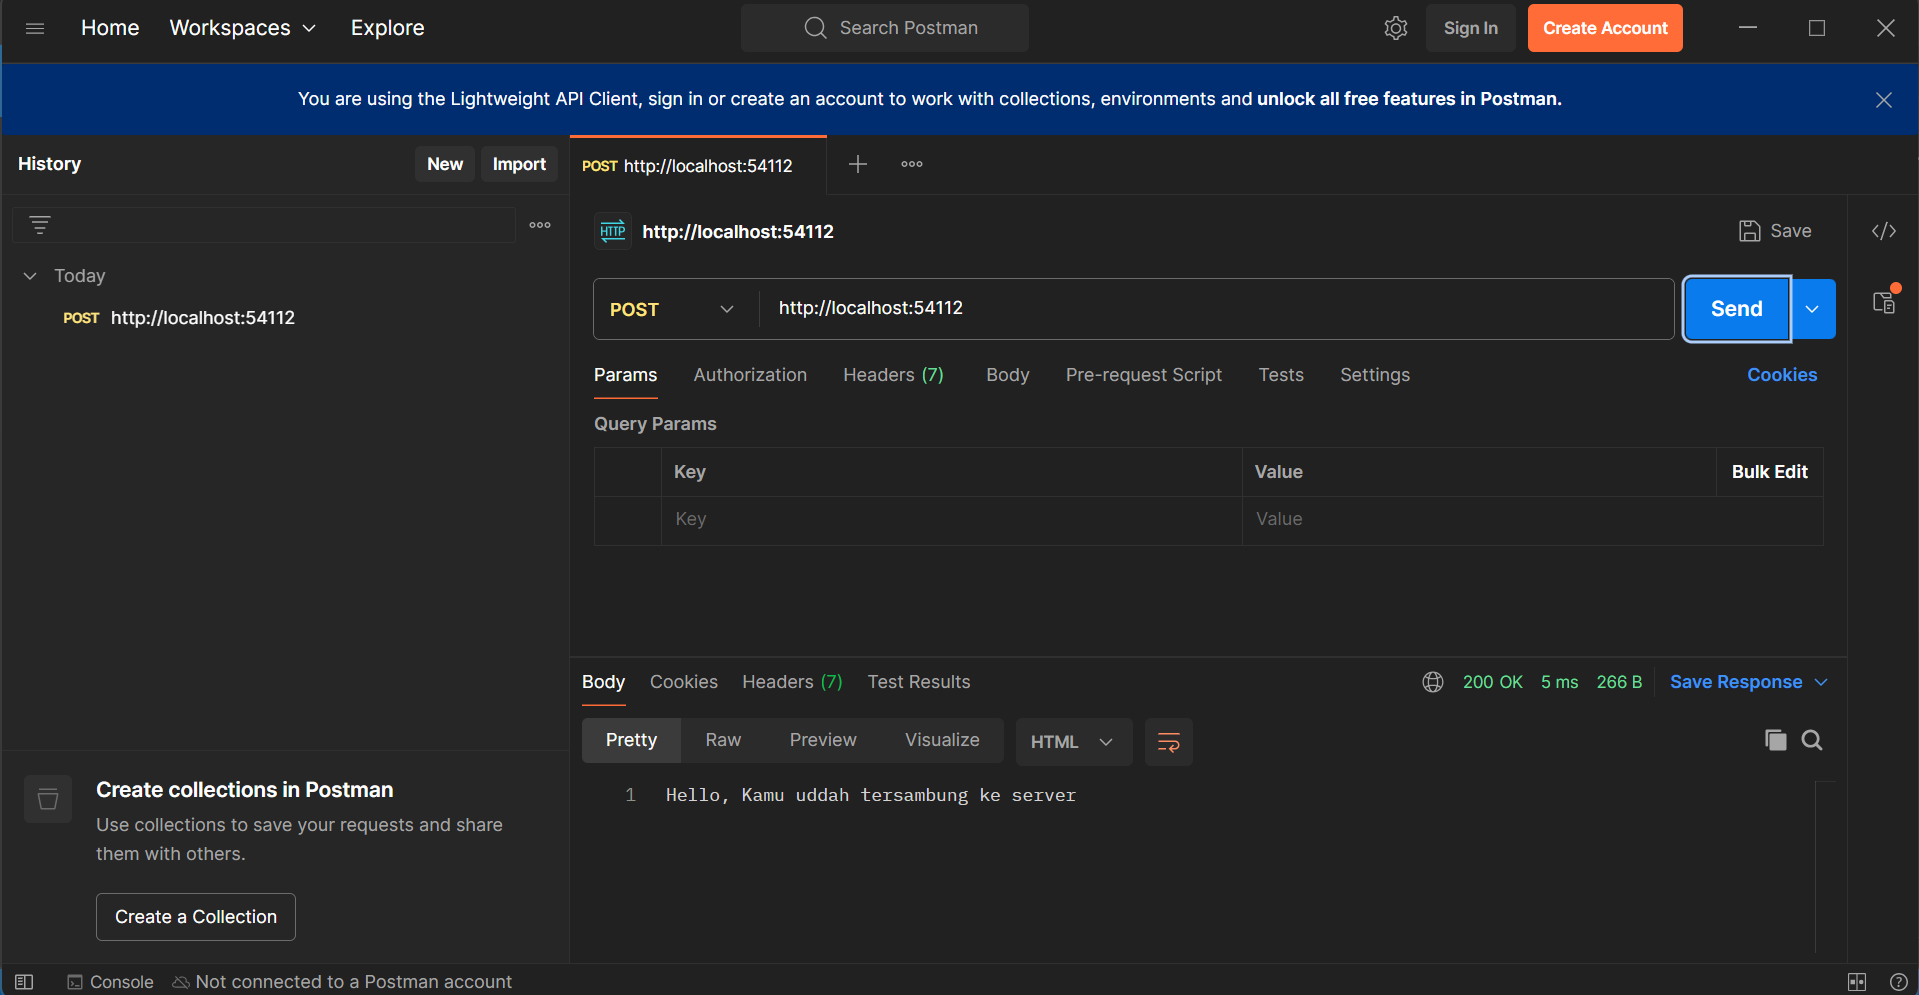 Home Workspaces Explore Search Postman Sign In Create Account
You are using the Lightweight API Client, sign in or create an account to work with collections, environments and unlock all free features in Postman.
History New Import
POST http://localhost:54112
Today
POST http://localhost:54112
HTTP http://localhost:54112 Save
POST http://localhost:54112 Send
Params Authorization Headers (7) Body Pre-request Script Tests Settings Cookies
Query Params
Key Value Bulk Edit
Key Value
Body Cookies Headers (7) Test Results 200 OK 5 ms 266 B Save Response
Pretty Raw Preview Visualize HTML
1 Hello, Kamu uddah tersambung ke server
Create collections in Postman
Use collections to save your requests and share
them with others.
Create a Collection
Console Not connected to a Postman account